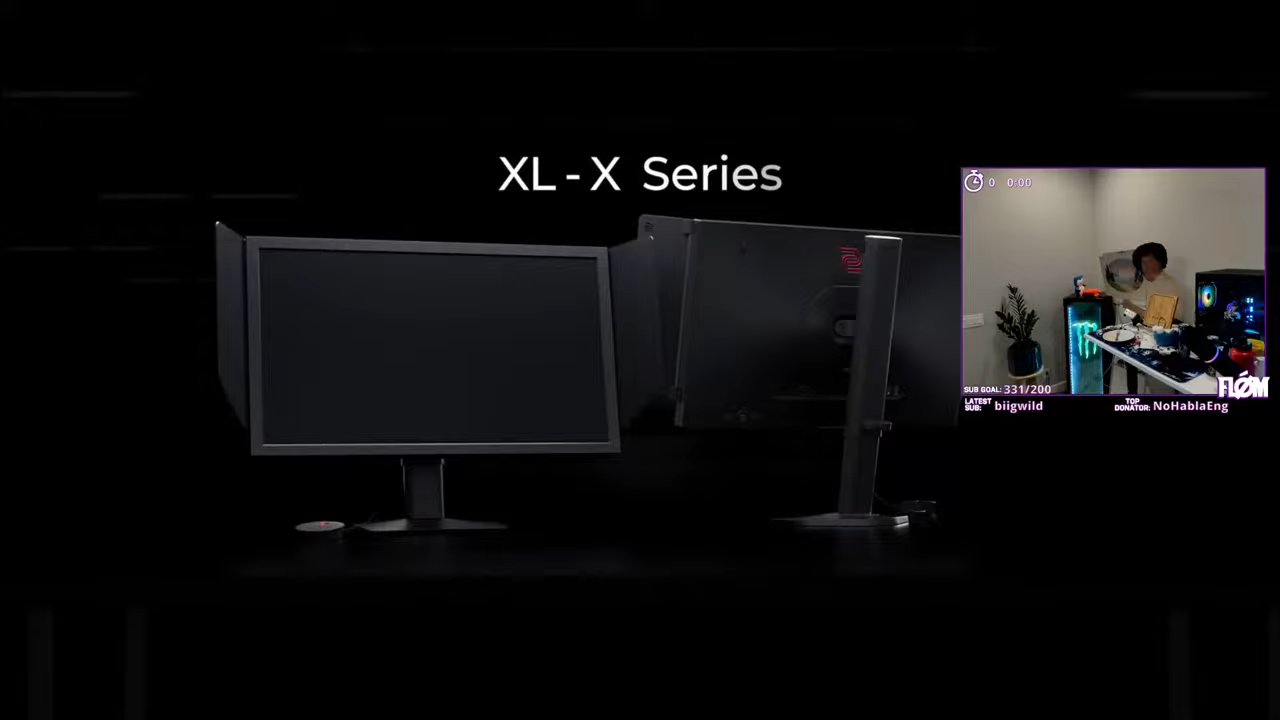 XL - X Series
0 0:00
SUB GOAL: 331/200
FLØM
LATEST SUB: biigwild
TOP DONATOR: NoHablaEng